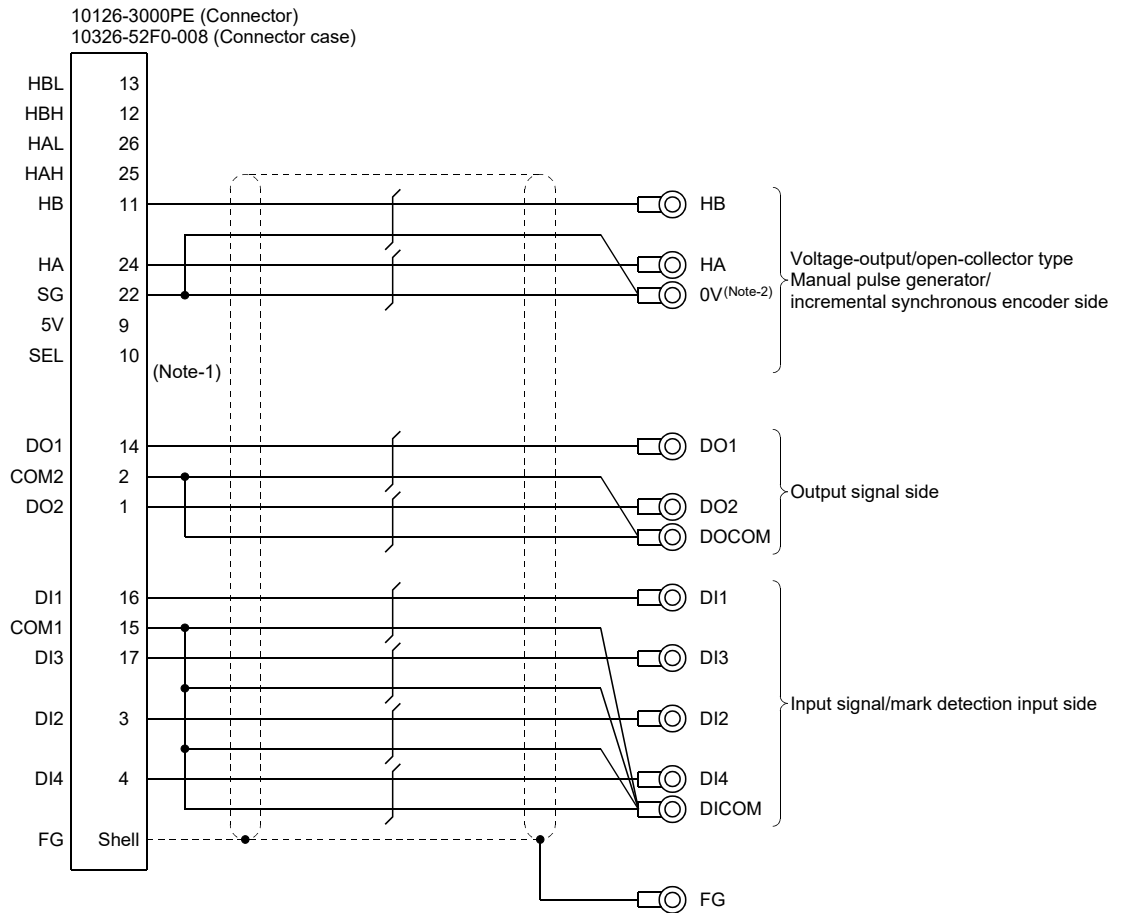 10126-3000PE (Connector)
10326-52F0-008 (Connector case)
HBL 13
HBH 12
HAL 26
HAH 25
HB 11 HB
HA 24 HA
SG 22 0V(Note-2)
5V 9
SEL 10
(Note-1)
Voltage-output/open-collector type
Manual pulse generator/
incremental synchronous encoder side
DO1 14 DO1
COM2 2
DO2 1 DO2
DOCOM
Output signal side
DI1 16 DI1
COM1 15
DI3 17 DI3
DI2 3 DI2
DI4 4 DI4
DICOM
Input signal/mark detection input side
FG Shell
FG